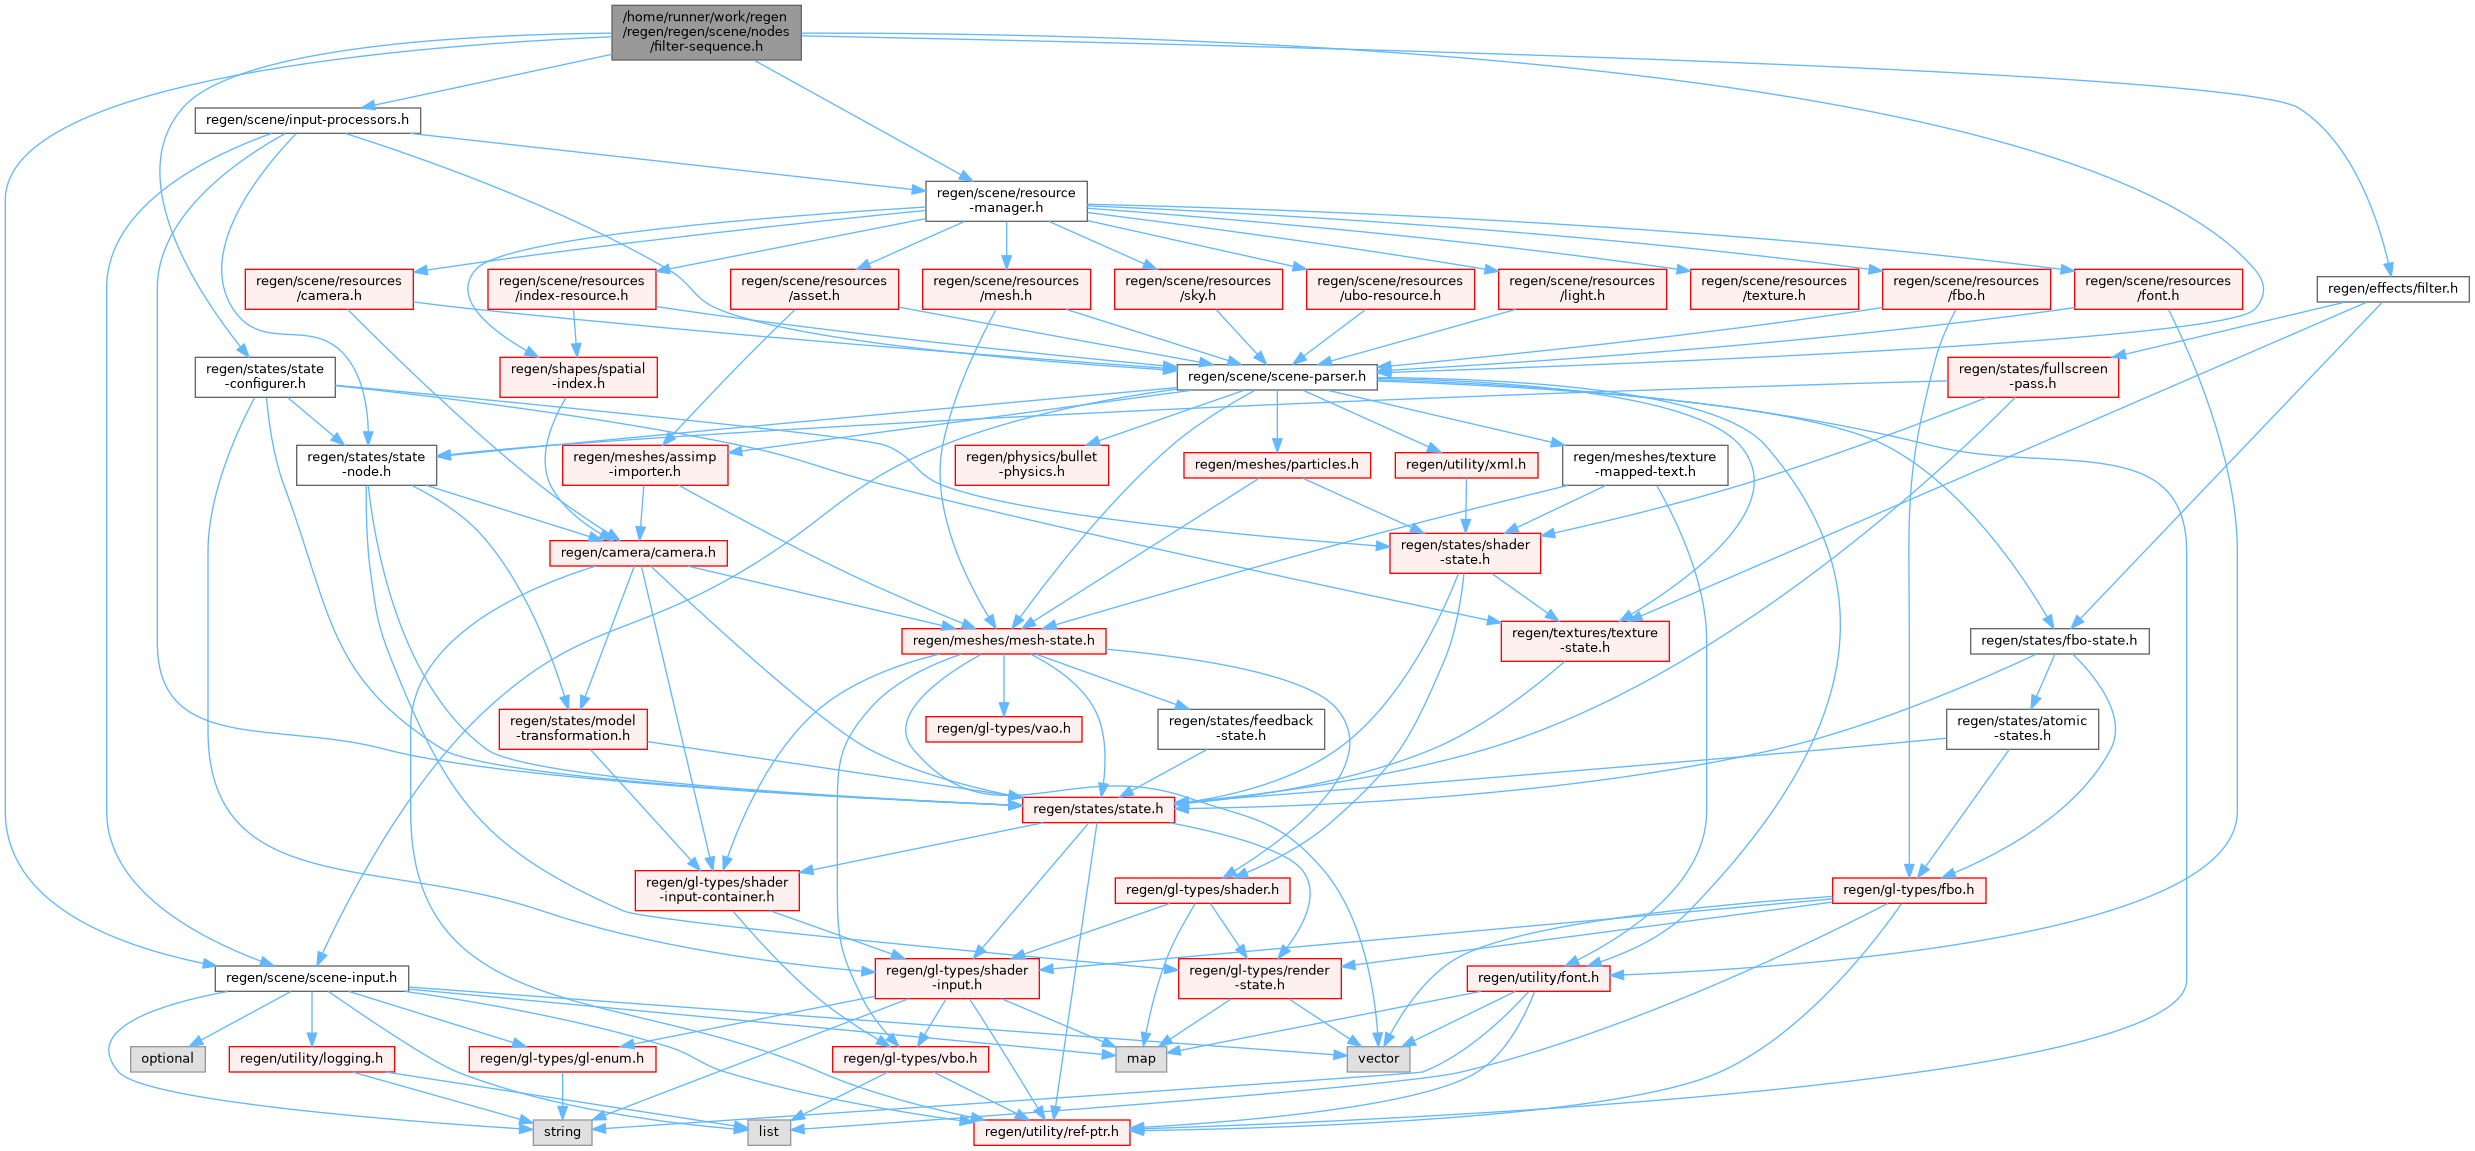 /home/runner/work/regen
/regen/regen/scene/nodes
/filter-sequence.h
regen/scene/input-processors.h
regen/scene/resource
-manager.h
regen/scene/resources
/camera.h
regen/scene/resources
/index-resource.h
regen/scene/resources
/asset.h
regen/scene/resources
/mesh.h
regen/scene/resources
/sky.h
regen/scene/resources
/ubo-resource.h
regen/scene/resources
/light.h
regen/scene/resources
/texture.h
regen/scene/resources
/fbo.h
regen/scene/resources
/font.h
regen/effects/filter.h
regen/states/state
-configurer.h
regen/shapes/spatial
-index.h
regen/scene/scene-parser.h
regen/states/fullscreen
-pass.h
regen/states/state
-node.h
regen/meshes/assimp
-importer.h
regen/physics/bullet
-physics.h
regen/meshes/particles.h
regen/utility/xml.h
regen/meshes/texture
-mapped-text.h
regen/camera/camera.h
regen/states/shader
-state.h
regen/meshes/mesh-state.h
regen/textures/texture
-state.h
regen/states/fbo-state.h
regen/states/model
-transformation.h
regen/gl-types/vao.h
regen/states/feedback
-state.h
regen/states/atomic
-states.h
regen/states/state.h
regen/gl-types/shader
-input-container.h
regen/gl-types/shader.h
regen/gl-types/fbo.h
regen/scene/scene-input.h
regen/gl-types/shader
-input.h
regen/gl-types/render
-state.h
regen/utility/font.h
optional
regen/utility/logging.h
regen/gl-types/gl-enum.h
regen/gl-types/vbo.h
map
vector
string
list
regen/utility/ref-ptr.h